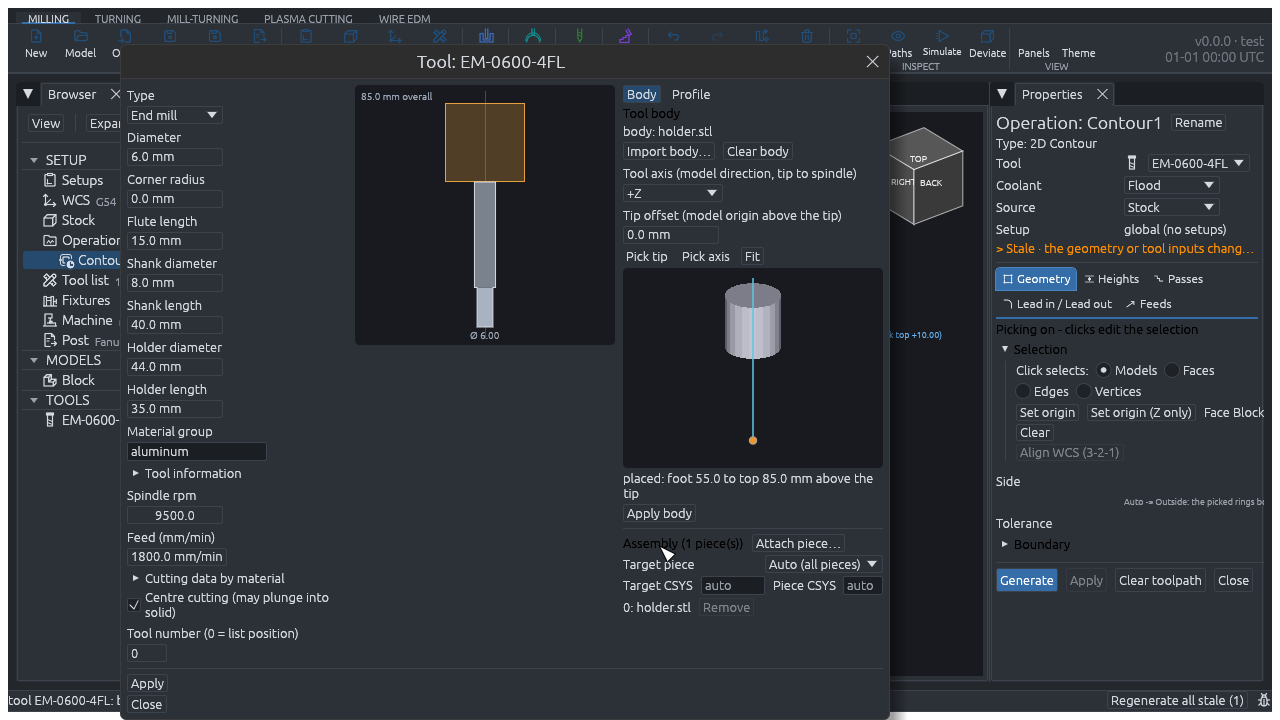 MILLING TURNING MILL-TURNING PLASMA CUTTING WIRE EDM
New Model Simulate Deviate Panels Theme
INSPECT VIEW
v0.0.0 · test
01-01 00:00 UTC
Tool: EM-0600-4FL
Browser
View
SETUP
Setups
WCS G54
Stock
Tool list
Fixtures
Machine
Post
MODELS
Block
TOOLS
EM-0600-
Type
End mill
Diameter
6.0 mm
Corner radius
0.0 mm
Flute length
15.0 mm
Shank diameter
8.0 mm
Shank length
40.0 mm
Holder diameter
44.0 mm
Holder length
35.0 mm
Material group
aluminum
Tool information
Spindle rpm
9500.0
Feed (mm/min)
1800.0 mm/min
Cutting data by material
Centre cutting (may plunge into
solid)
Tool number (0 = list position)
0
Apply
Close
85.0 mm overall
Ø 6.00
Body Profile
Tool body
body: holder.stl
Import body... Clear body
Tool axis (model direction, tip to spindle)
+Z
Tip offset (model origin above the tip)
0.0 mm
Pick tip Pick axis Fit
placed: foot 55.0 to top 85.0 mm above the
tip
Apply body
Assembly (1 piece(s)) Attach piece...
Target piece Auto (all pieces)
Target CSYS auto Piece CSYS auto
0: holder.stl Remove
TOP
RIGHT BACK
top +10.00)
Properties
Operation: Contour1 Rename
Type: 2D Contour
Tool EM-0600-4FL
Coolant Flood
Source Stock
Setup global (no setups)
> Stale · the geometry or tool inputs chang...
Geometry Heights Passes
Lead in / Lead out Feeds
Picking on - clicks edit the selection
Selection
Click selects: Models Faces
Edges Vertices
Set origin Set origin (Z only) Face Block
Clear
Align WCS (3-2-1)
Side
Auto -> Outside: the picked rings
Tolerance
Boundary
Generate Apply Clear toolpath Close
tool EM-0600-4FL:
Regenerate all stale (1)